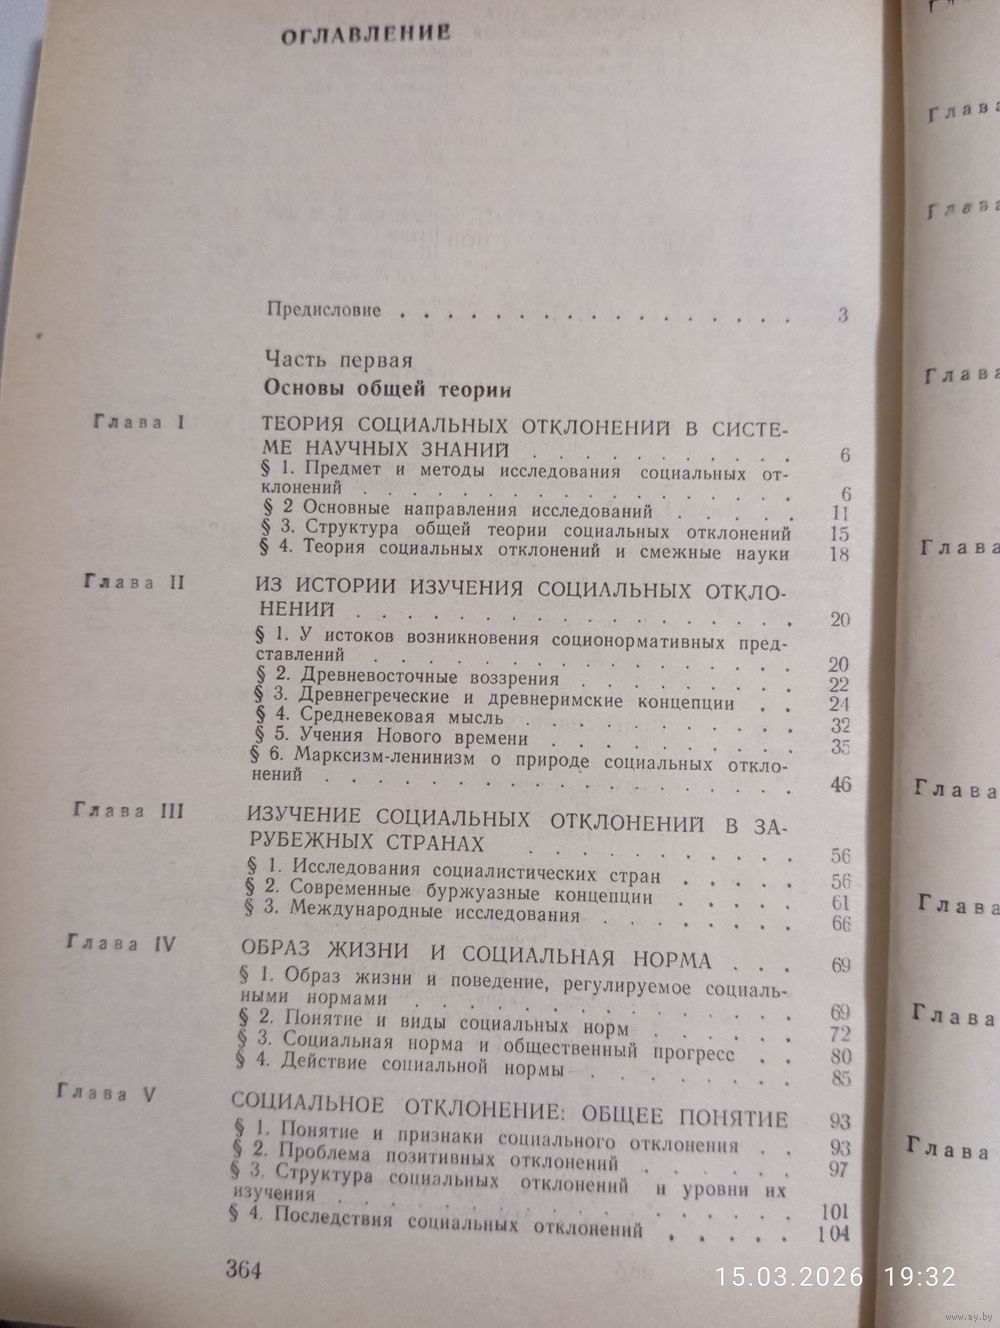 ОГЛАВЛЕНИЕ
Предисловие . . . . . . . . . . . . . . . . . 3
Часть первая
Основы общей теории
Глава I ТЕОРИЯ СОЦИАЛЬНЫХ ОТКЛОНЕНИЙ В СИСТЕ-
МЕ НАУЧНЫХ ЗНАНИЙ . . . . . . . . . . . 6
§ 1. Предмет и методы исследования социальных от-
клонений . . . . . . . . . . . . . . . . . 6
§ 2 Основные направления исследований . . . . . 11
§ 3. Структура общей теории социальных отклонений 15
§ 4. Теория социальных отклонений и смежные науки 18
Глава II ИЗ ИСТОРИИ ИЗУЧЕНИЯ СОЦИАЛЬНЫХ ОТКЛО-
НЕНИЙ . . . . . . . . . . . . . . . . . . 20
§ 1. У истоков возникновения соционормативных пред-
ставлений . . . . . . . . . . . . . . . . . 20
§ 2. Древневосточные воззрения . . . . . . . . . 22
§ 3. Древнегреческие и древнеримские концепции . . 24
§ 4. Средневековая мысль . . . . . . . . . . . 32
§ 5. Учения Нового времени . . . . . . . . . . 35
§ 6. Марксизм-ленинизм о природе социальных откло-
нений . . . . . . . . . . . . . . . . . . . 46
Глава III ИЗУЧЕНИЕ СОЦИАЛЬНЫХ ОТКЛОНЕНИЙ В ЗА-
РУБЕЖНЫХ СТРАНАХ . . . . . . . . . . . 56
§ 1. Исследования социалистических стран . . . . . 56
§ 2. Современные буржуазные концепции . . . . . 61
§ 3. Международные исследования . . . . . . . . 66
Глава IV ОБРАЗ ЖИЗНИ И СОЦИАЛЬНАЯ НОРМА . . . 69
§ 1. Образ жизни и поведение, регулируемое социаль-
ными нормами . . . . . . . . . . . . . . . 69
§ 2. Понятие и виды социальных норм . . . . . . 72
§ 3. Социальная норма и общественный прогресс . . 80
§ 4. Действие социальной нормы . . . . . . . . 85
Глава V СОЦИАЛЬНОЕ ОТКЛОНЕНИЕ: ОБЩЕЕ ПОНЯТИЕ 93
§ 1. Понятие и признаки социального отклонения . . 93
§ 2. Проблема позитивных отклонений . . . . . . 97
§ 3. Структура социальных отклонений и уровни их
изучения . . . . . . . . . . . . . . . . . 101
§ 4. Последствия социальных отклонений . . . . . 104
364
Глава
Глава
Глава
Глава
Глава
Глава
Глава
Глава
15.03.2026 19:32
www.ay.by